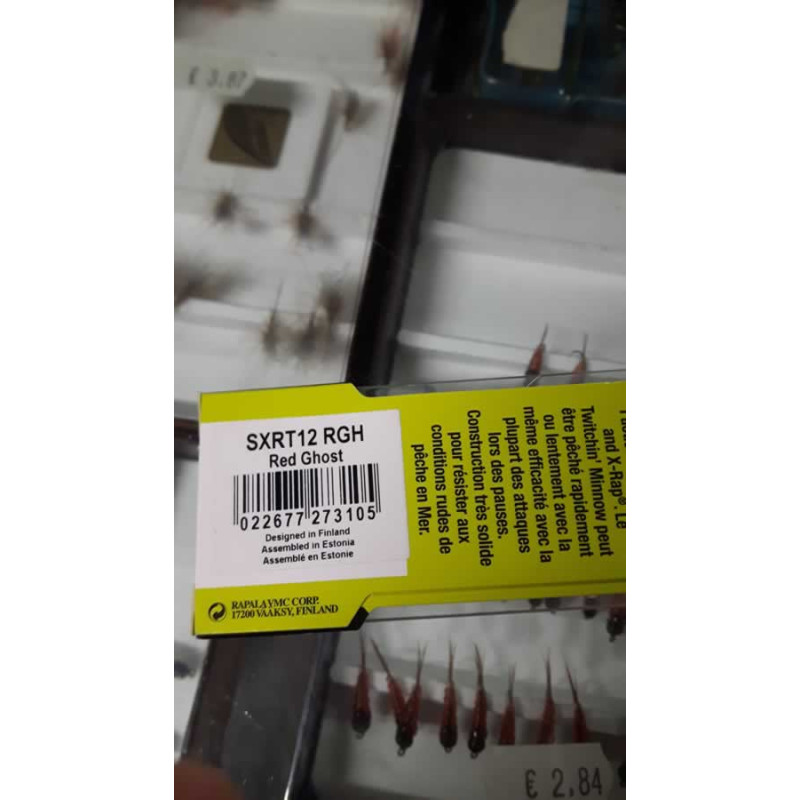 € 3.87
SXRT12 RGH
Red Ghost
022677 273105
Designed in Finland
Assembled in Estonia
Assemblé en Estonie
RAPALA VMC CORP.
17200 VÄÄKSY, FINLAND
and X-Rap®. Le
Twitchin' Minnow peut
être pêché rapidement
ou lentement avec la
même efficacité avec la
plupart des attaques
lors des pauses.
Construction très solide
pour résister aux
conditions rudes de
pêche en Mer.
€ 2,84